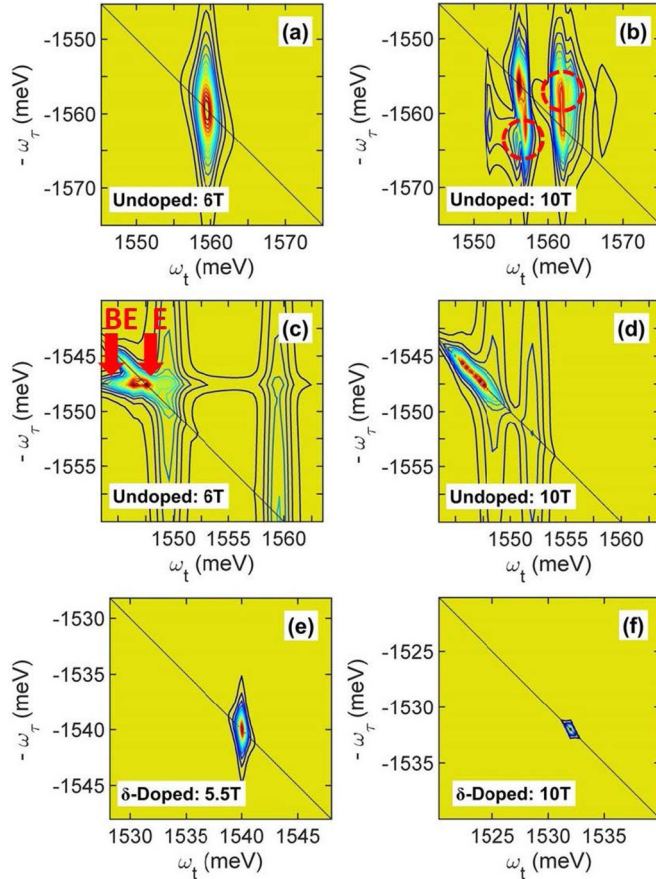 -1550
-1560
-1570
- ω_τ (meV)
(a)
Undoped: 6T
1550 1560 1570
ω_t (meV)
-1550
-1560
-1570
- ω_τ (meV)
(b)
Undoped: 10T
1550 1560 1570
ω_t (meV)
-1545
-1550
-1555
- ω_τ (meV)
(c)
BE E
Undoped: 6T
1550 1560
ω_t (meV)
-1545
-1550
-1555
- ω_τ (meV)
(d)
Undoped: 10T
1550 1560
ω_t (meV)
-1530
-1535
-1540
-1545
- ω_τ (meV)
(e)
δ-Doped: 5.5T
1530 1535 1540 1545
ω_t (meV)
-1525
-1530
-1535
- ω_τ (meV)
(f)
δ-Doped: 10T
1525 1530 1535
ω_t (meV)